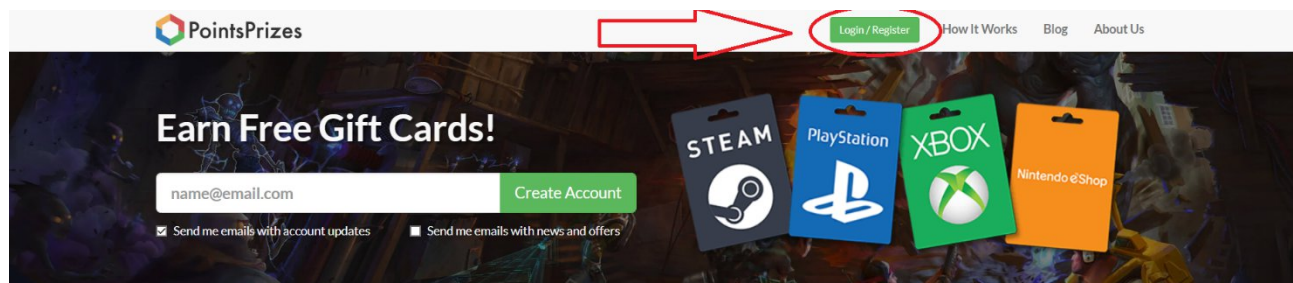 PointsPrizes
Login / Register
How It Works
Blog
About Us
Earn Free Gift Cards!
name@email.com
Create Account
Send me emails with account updates
Send me emails with news and offers
STEAM
PlayStation
XBOX
Nintendo eShop